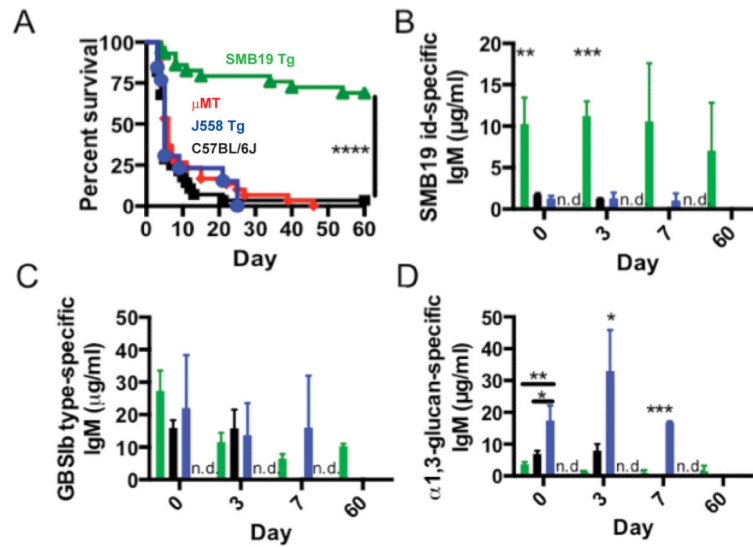 A
Percent survival
100
75
50
25
0
SMB19 Tg
μMT
J558 Tg
C57BL/6J
****
0 10 20 30 40 50 60
Day
B
SMB19 id-specific
IgM (μg/ml)
20
15
10
5
0
** ***
n.d. n.d.
0 3 7 60
Day
C
GBSIb type-specific
IgM (μg/ml)
50
40
30
20
10
0
n.d. n.d. n.d.
0 3 7 60
Day
D
α1,3-glucan-specific
IgM (μg/ml)
50
40
30
20
10
0
**
*
*
***
n.d. n.d. n.d.
0 3 7 60
Day